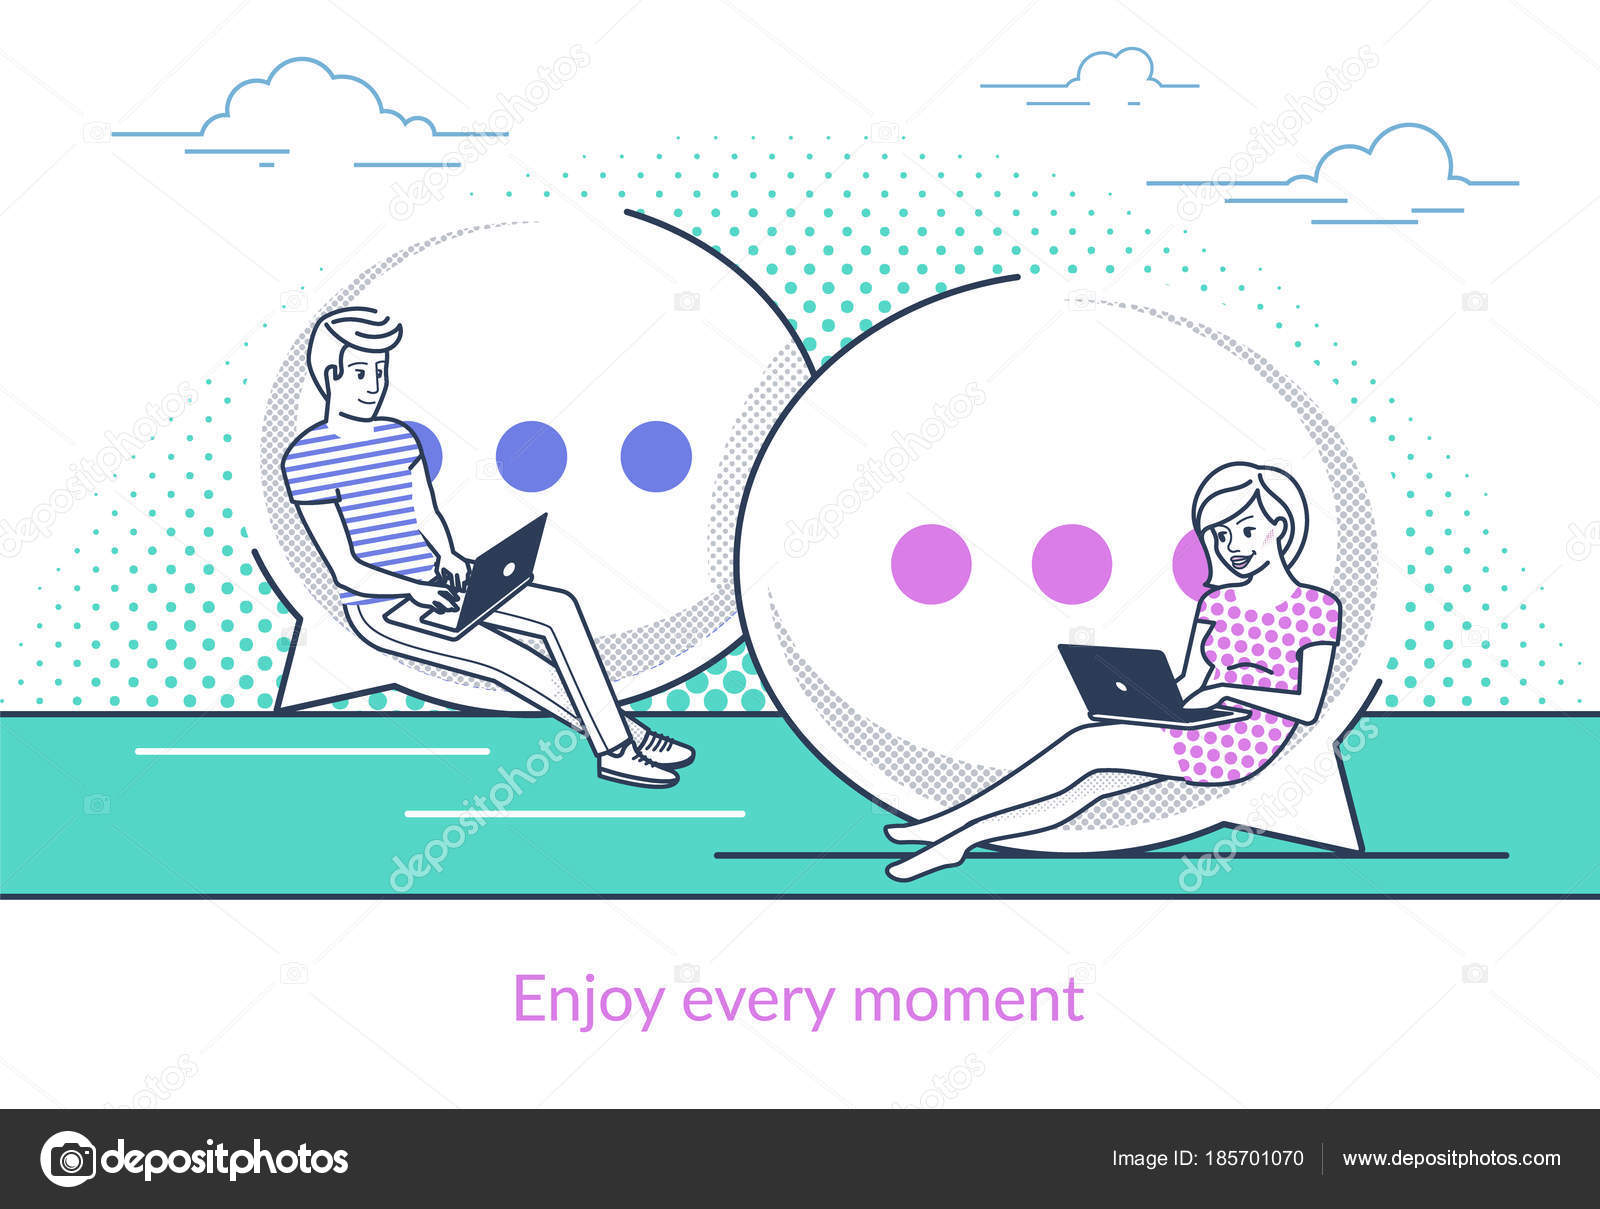 Enjoy every moment
depositphotos
Image ID: 185701070
www.depositphotos.com